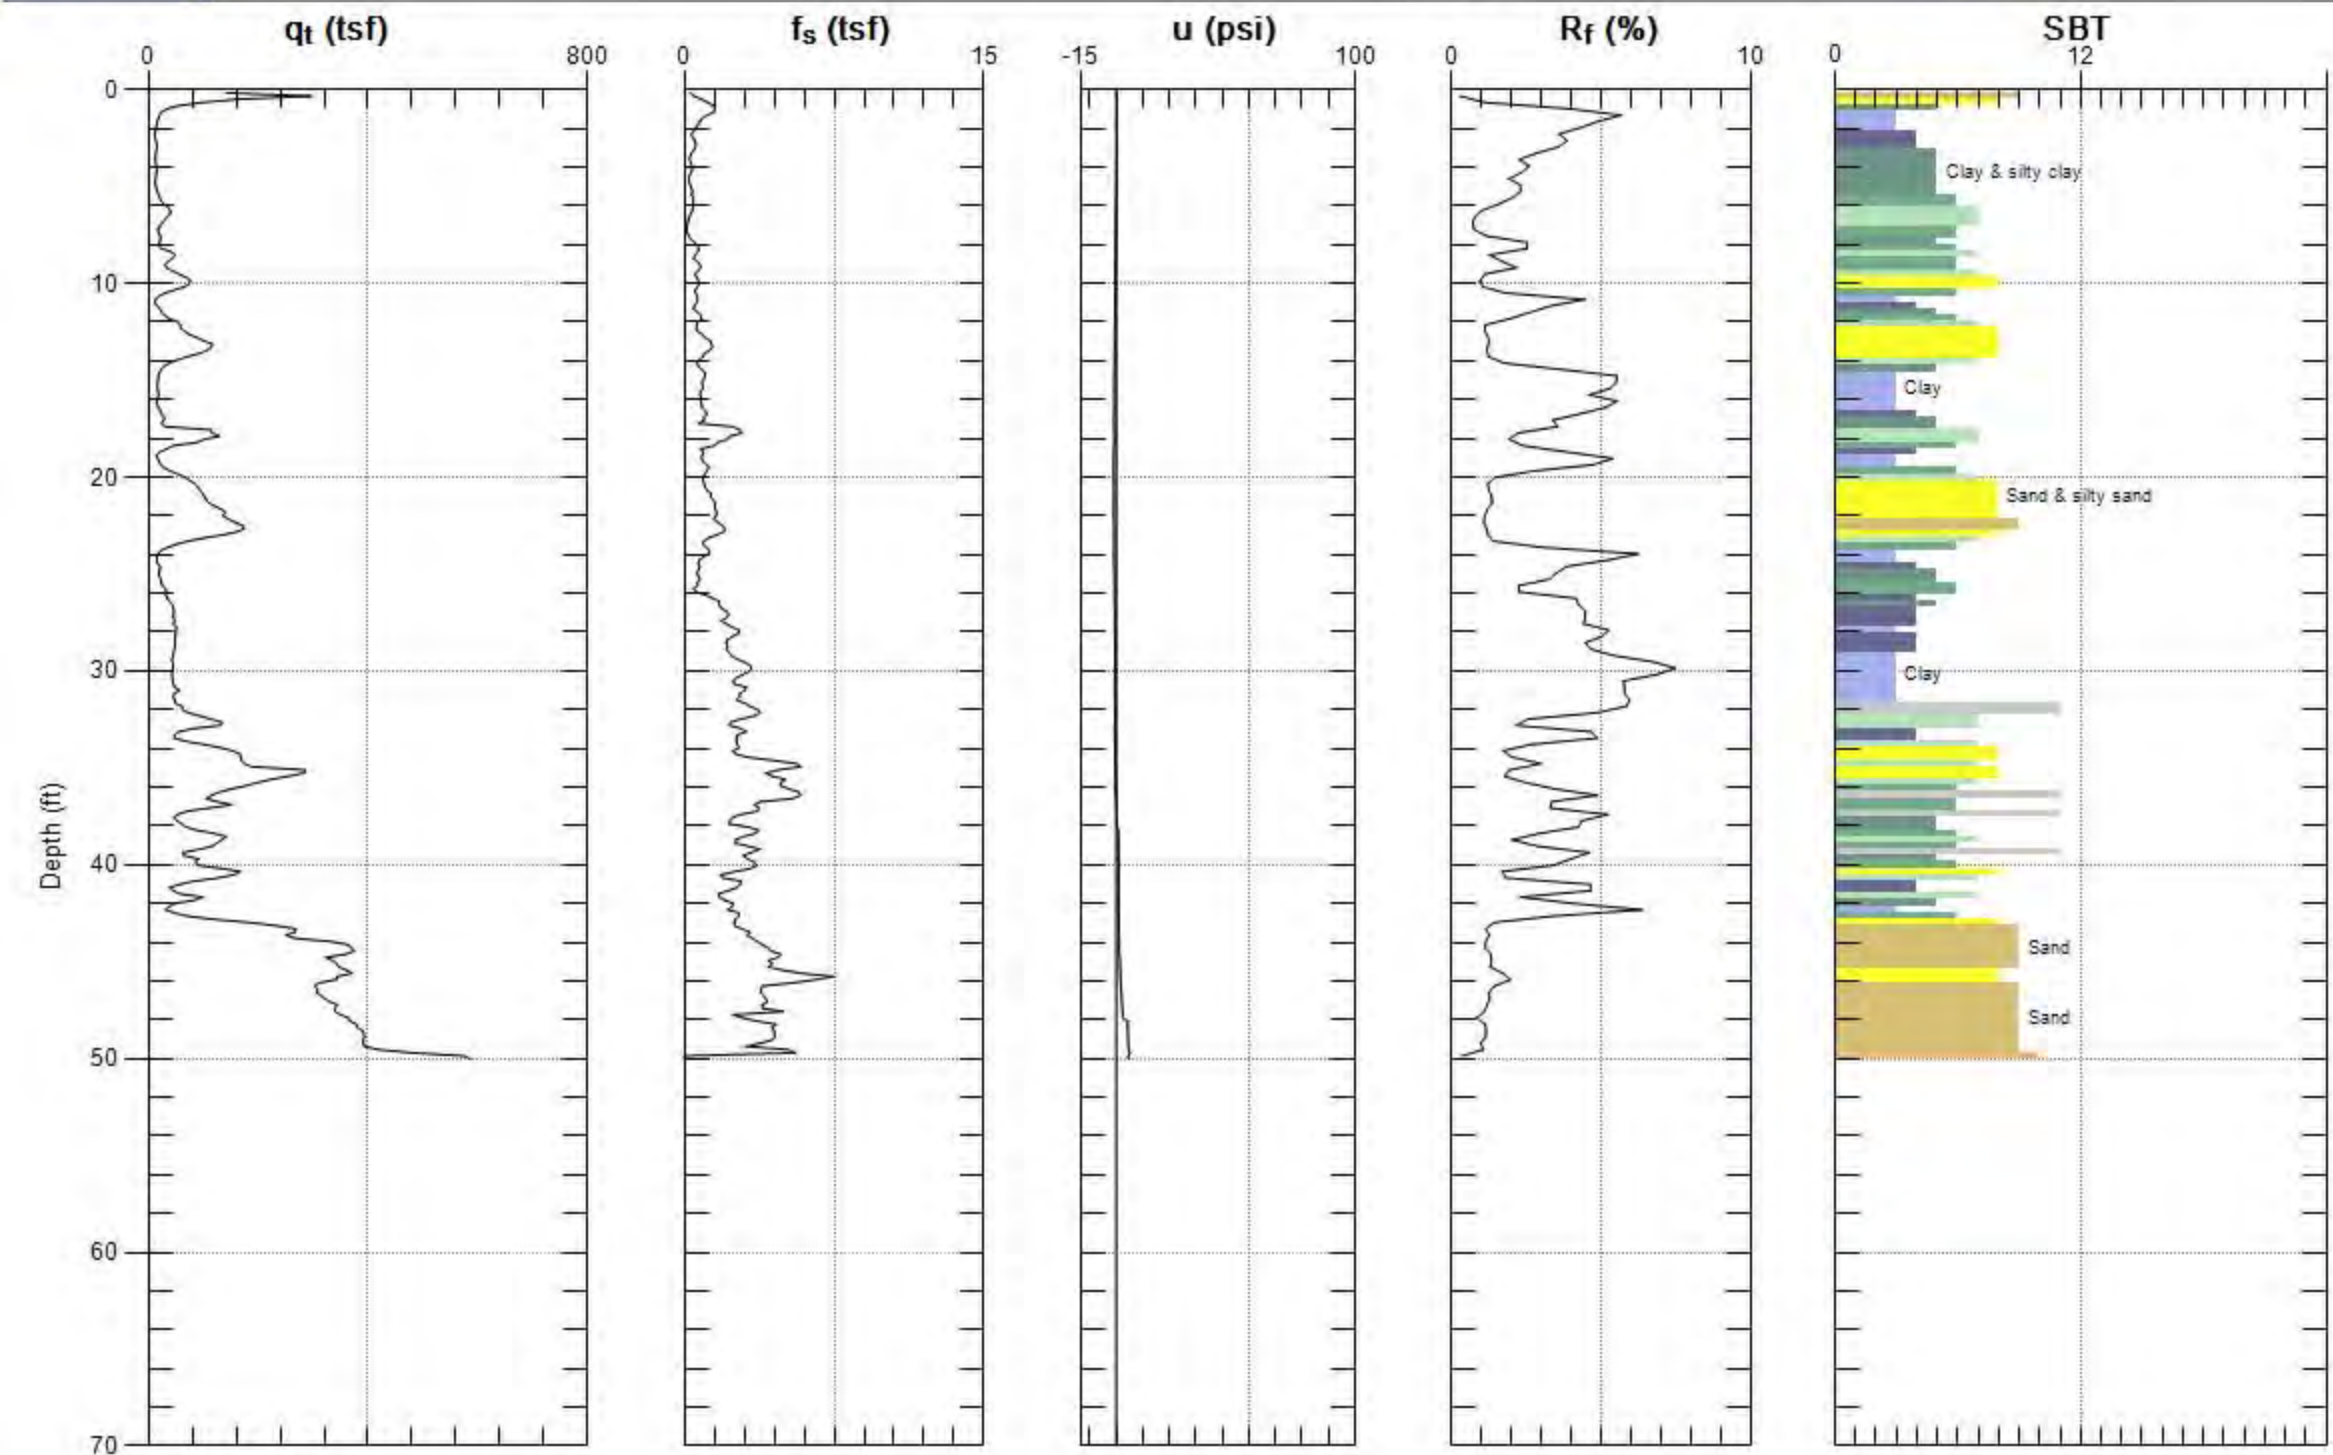 qt (tsf) fs (tsf) u (psi) Rf (%) SBT
0 800 0 15 -15 100 0 10 0 12
0
Clay & silty clay
10
Clay
20
Sand & silty sand
30
Clay
Depth (ft)
40
Sand
Sand
50
60
70